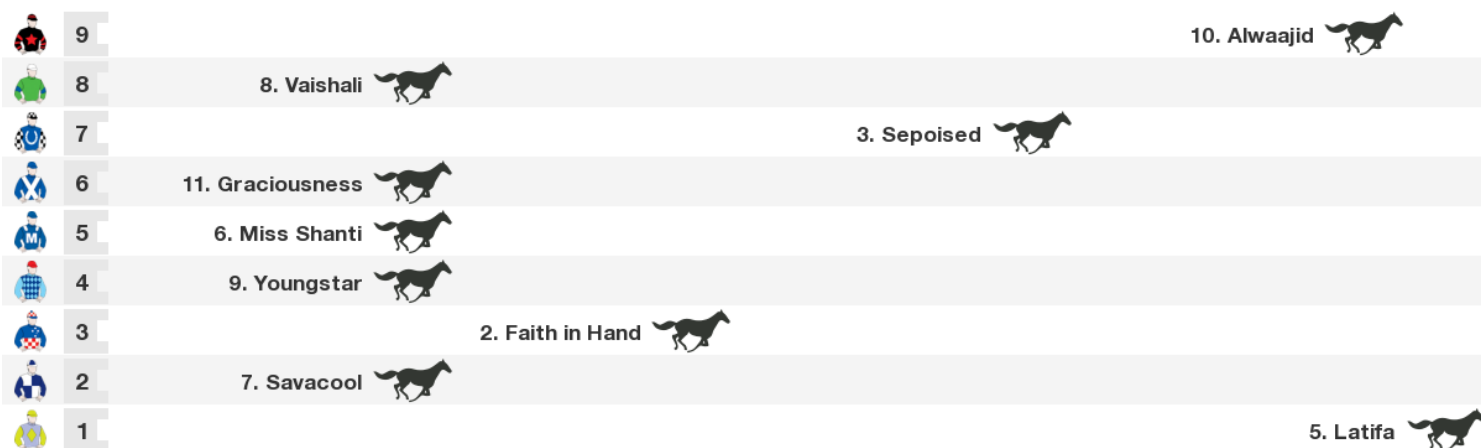 9 10. Alwaajid
8 8. Vaishali
7 3. Sepoised
6 11. Graciousness
5 6. Miss Shanti
M
4 9. Youngstar
3 2. Faith in Hand
2 7. Savacool
1 5. Latifa